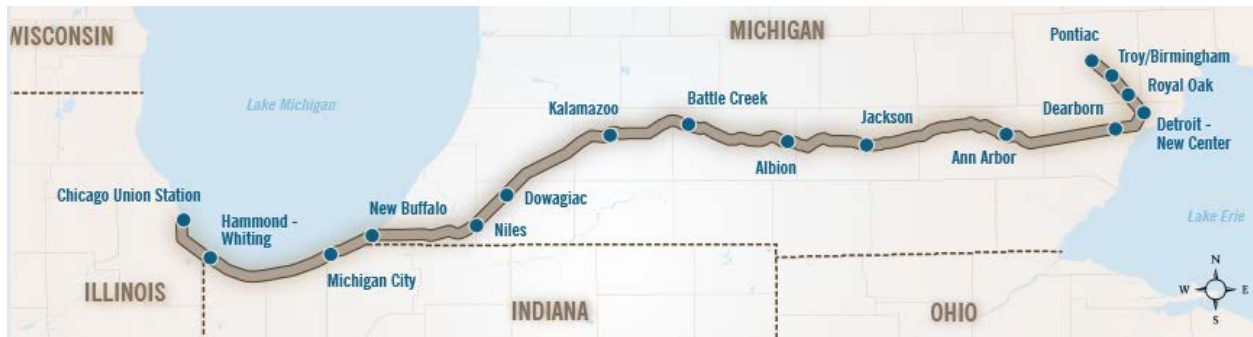 WISCONSIN
MICHIGAN
Pontiac
Troy/Birmingham
Royal Oak
Lake Michigan
Kalamazoo
Battle Creek
Jackson
Dearborn
Detroit -
New Center
Albion
Ann Arbor
Chicago Union Station
Hammond -
Whiting
New Buffalo
Dowagiac
Niles
Michigan City
Lake Erie
ILLINOIS
INDIANA
OHIO
N
W
E
S